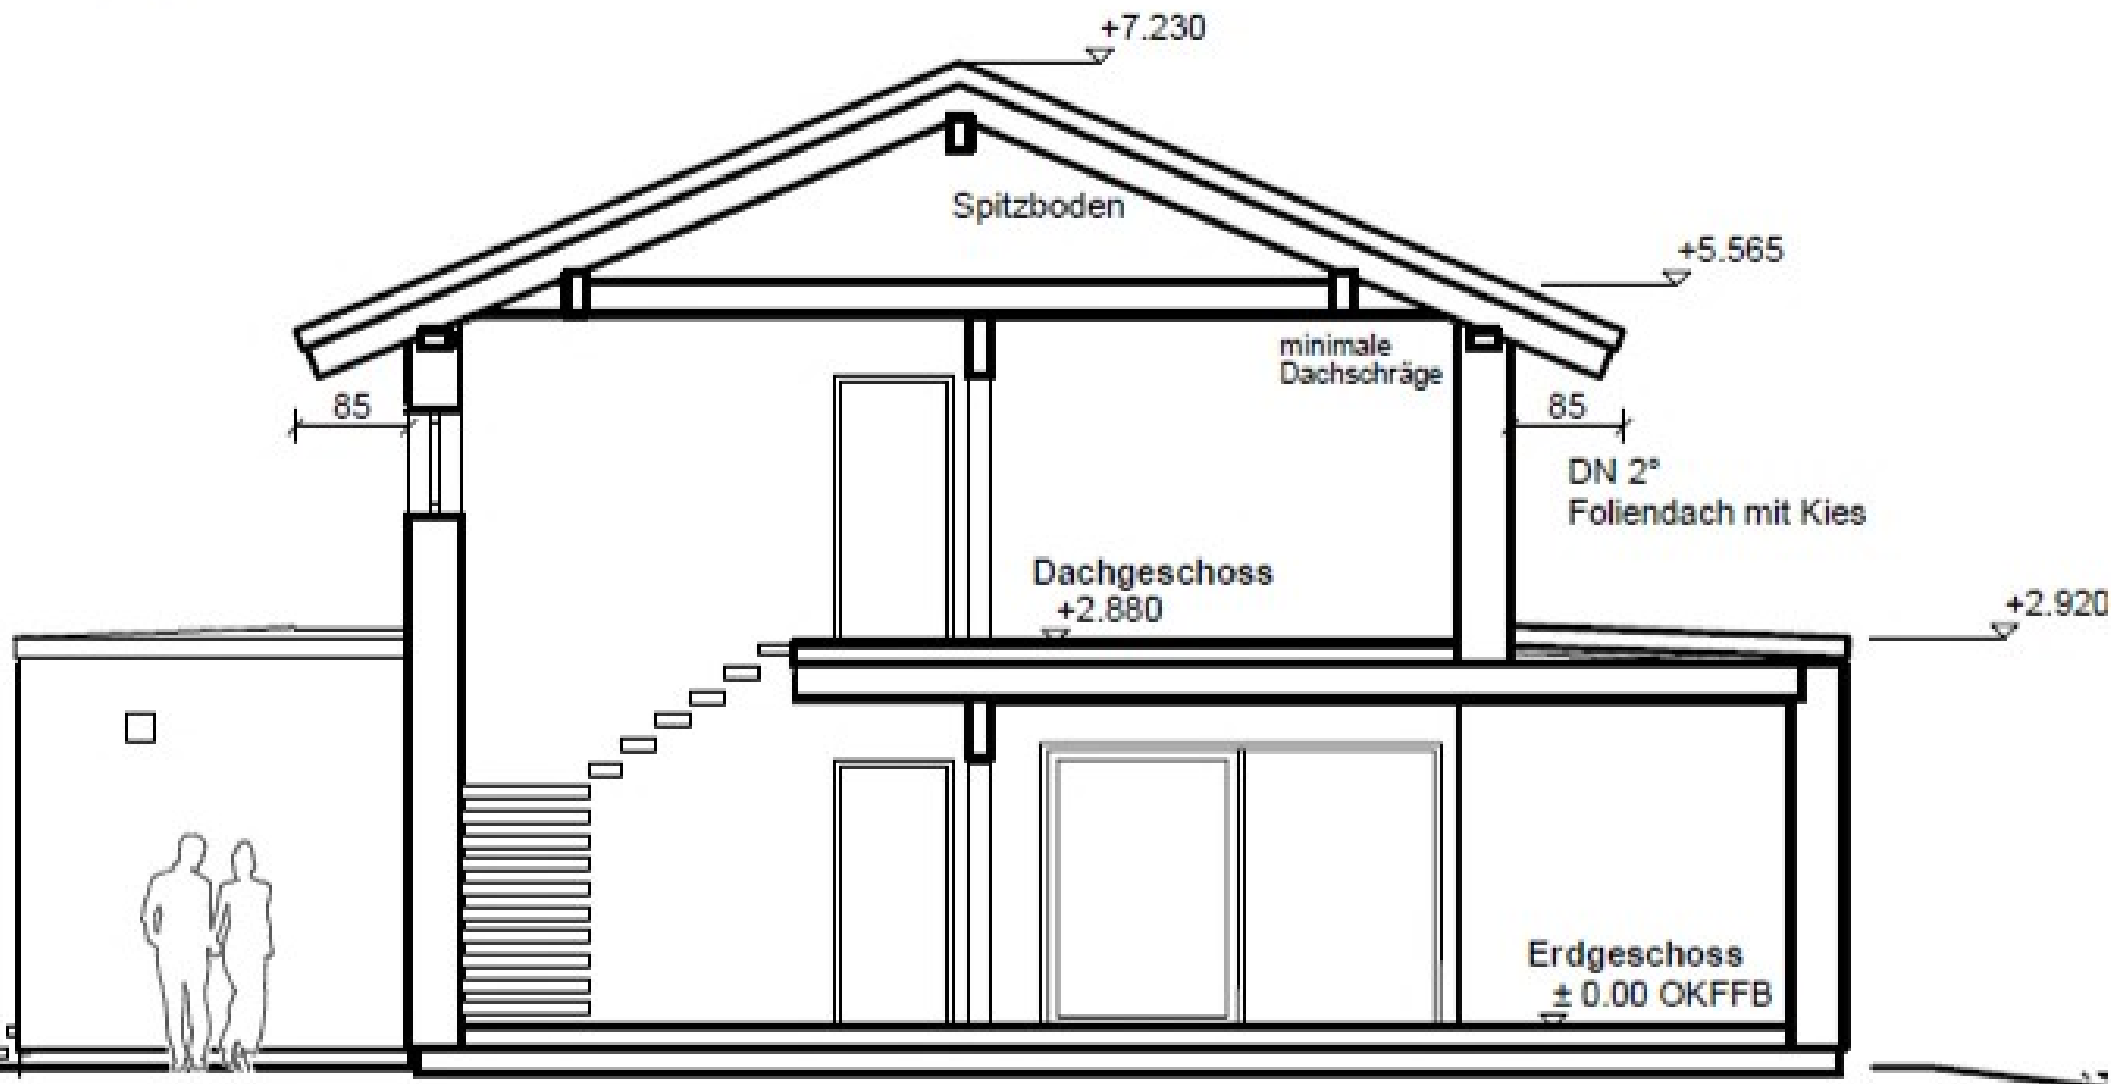 +7.230
Spitzboden
+5.565
minimale
Dachschräge
85
85
DN 2°
Foliendach mit Kies
Dachgeschoss
+2.880
+2.920
Erdgeschoss
± 0.00 OKFFB